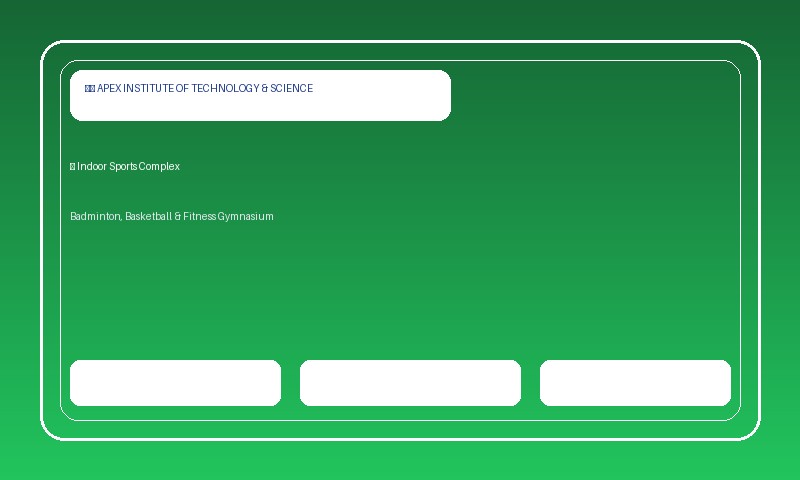 APEX INSTITUTE OF TECHNOLOGY & SCIENCE
Indoor Sports Complex
Badminton, Basketball & Fitness Gymnasium